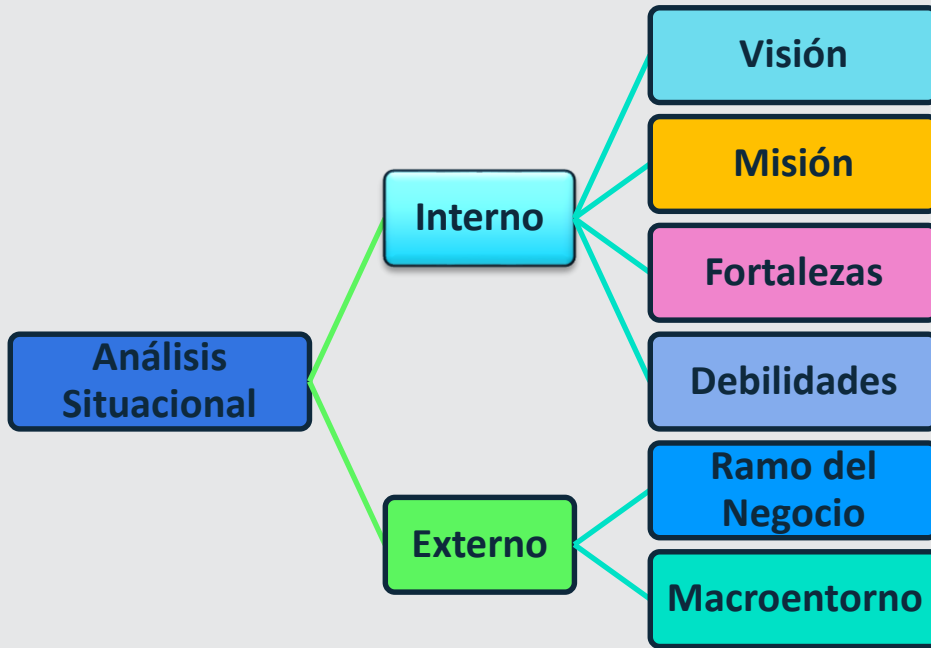 Análisis
Situacional
Interno
Visión
Misión
Fortalezas
Debilidades
Externo
Ramo del
Negocio
Macroentorno